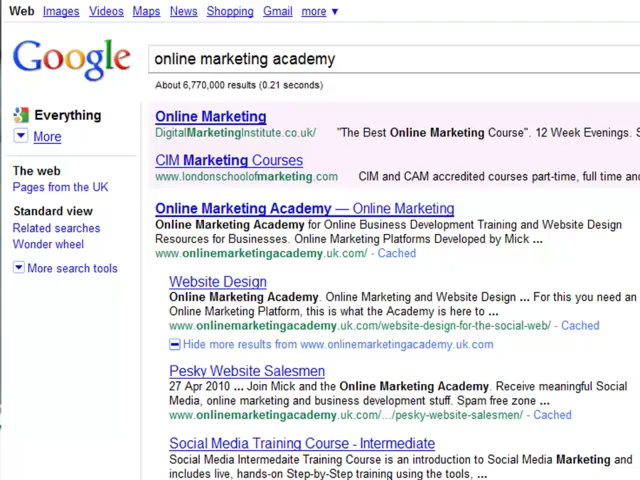 Web Images Videos Maps News Shopping Gmail more ▼
Google
online marketing academy
About 6,770,000 results (0.21 seconds)
Everything
More
The web
Pages from the UK
Standard view
Related searches
Wonder wheel
More search tools
Online Marketing
DigitalMarketingInstitute.co.uk/ "The Best Online Marketing Course". 12 Week Evenings.
CIM Marketing Courses
www.londonschoolofmarketing.com CIM and CAM accredited courses part-time, full time and
Online Marketing Academy — Online Marketing
Online Marketing Academy for Online Business Development Training and Website Design
Resources for Businesses. Online Marketing Platforms Developed by Mick ...
www.onlinemarketingacademy.uk.com/ - Cached
Website Design
Online Marketing Academy. Online Marketing and Website Design ... For this you need an
Online Marketing Platform, this is what the Academy is here to ...
www.onlinemarketingacademy.uk.com/website-design-for-the-social-web/ - Cached
Hide more results from www.onlinemarketingacademy.uk.com
Pesky Website Salesmen
27 Apr 2010 ... Join Mick and the Online Marketing Academy. Receive meaningful Social
Media, online marketing and business development stuff. Spam free zone ...
www.onlinemarketingacademy.uk.com/.../pesky-website-salesmen/ - Cached
Social Media Training Course - Intermediate
Social Media Intermedaite Training Course is an introduction to Social Media Marketing and
includes live, hands-on Step-by-Step training using the tools, ...